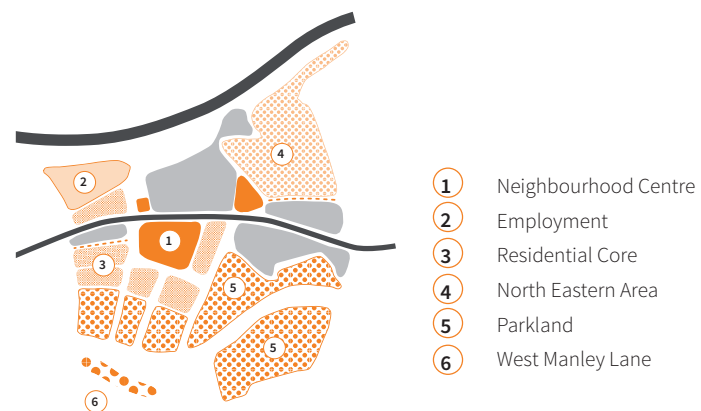 4
2
1
3
5
5
6
1 Neighbourhood Centre
2 Employment
3 Residential Core
4 North Eastern Area
5 Parkland
6 West Manley Lane